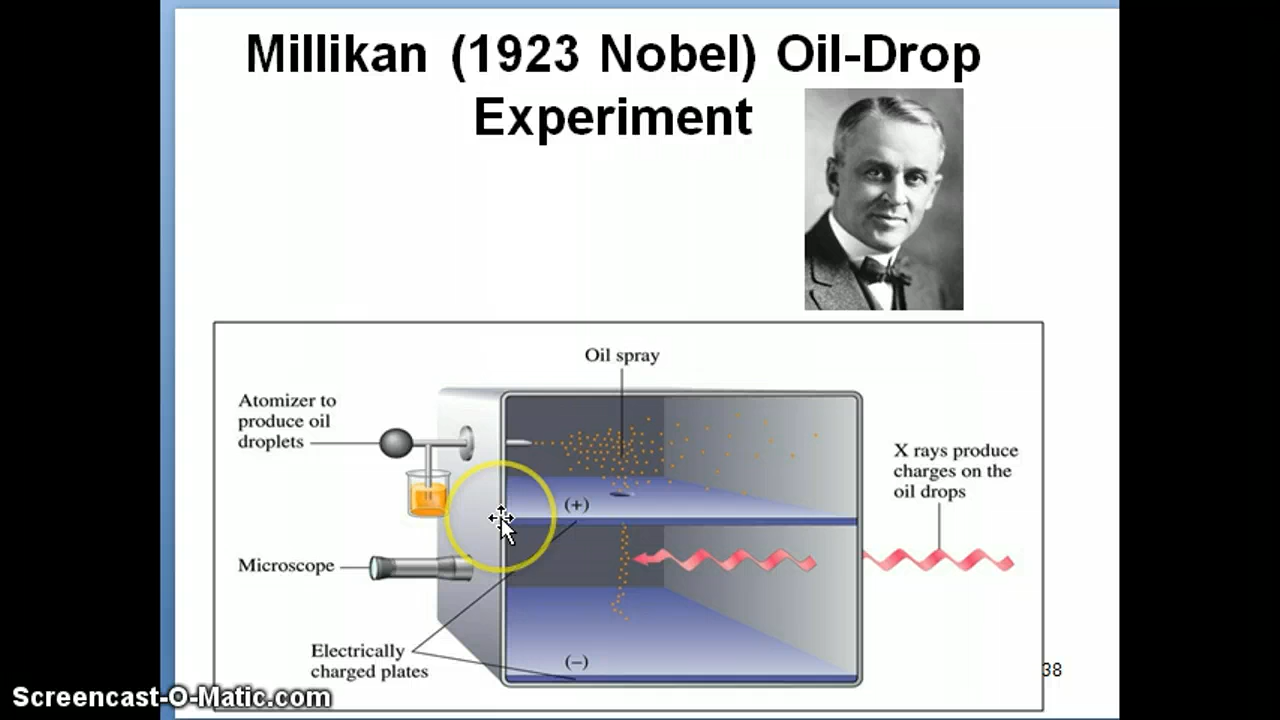 Millikan (1923 Nobel) Oil-Drop
Experiment
Oil spray
Atomizer to
produce oil
droplets
X rays produce
charges on the
oil drops
(+)
Microscope
Electrically
charged plates
(–)
38
Screencast-O-Matic.com